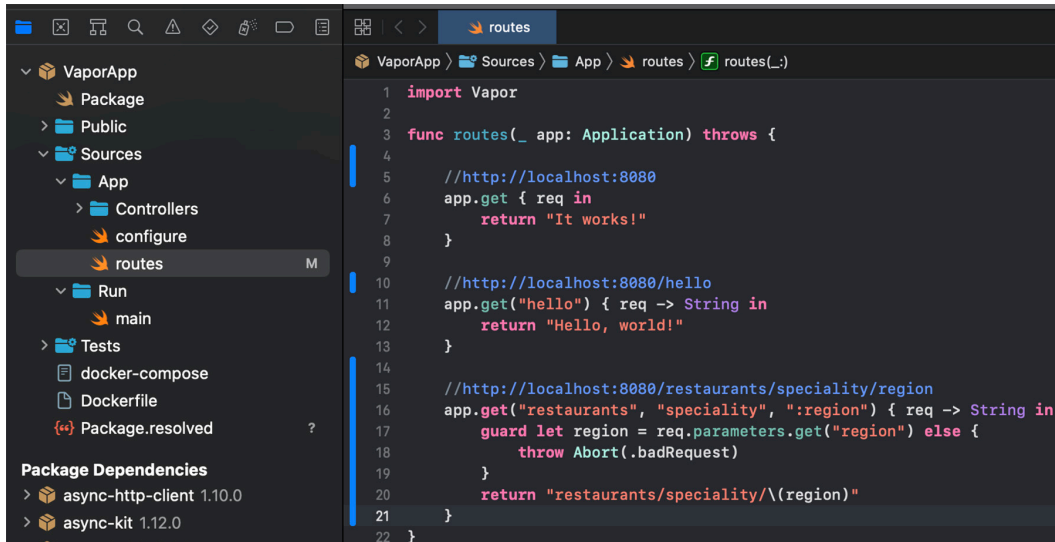 VaporApp
Package
Public
Sources
App
Controllers
configure
routes M
Run
main
Tests
docker-compose
Dockerfile
Package.resolved ?
Package Dependencies
async-http-client 1.10.0
async-kit 1.12.0
routes
VaporApp 〉 Sources 〉 App 〉 routes 〉 routes(_:)
1 import Vapor
2
3 func routes(_ app: Application) throws {
4
5 //http://localhost:8080
6 app.get { req in
7 return "It works!"
8 }
9
10 //http://localhost:8080/hello
11 app.get("hello") { req -> String in
12 return "Hello, world!"
13 }
14
15 //http://localhost:8080/restaurants/speciality/region
16 app.get("restaurants", "speciality", ":region") { req -> String in
17 guard let region = req.parameters.get("region") else {
18 throw Abort(.badRequest)
19 }
20 return "restaurants/speciality/\(region)"
21 }
22 }